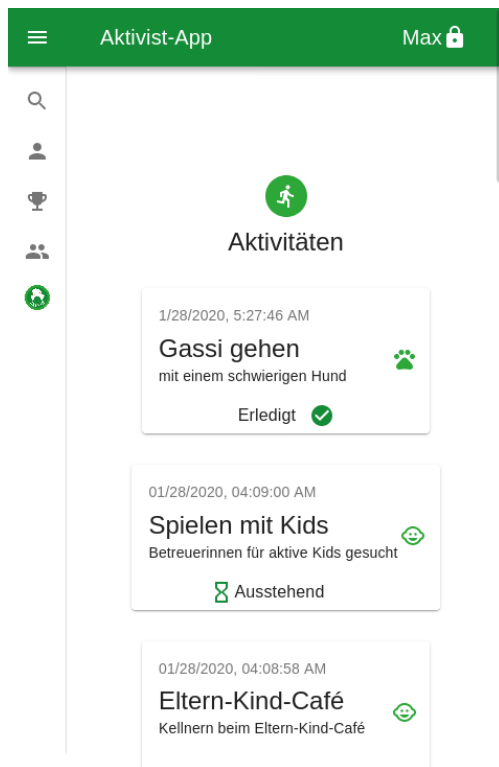 Aktivist-App
Max
Aktivitäten
1/28/2020, 5:27:46 AM
Gassi gehen
mit einem schwierigen Hund
Erledigt
01/28/2020, 04:09:00 AM
Spielen mit Kids
Betreuerinnen für aktive Kids gesucht
Ausstehend
01/28/2020, 04:08:58 AM
Eltern-Kind-Café
Kellnern beim Eltern-Kind-Café